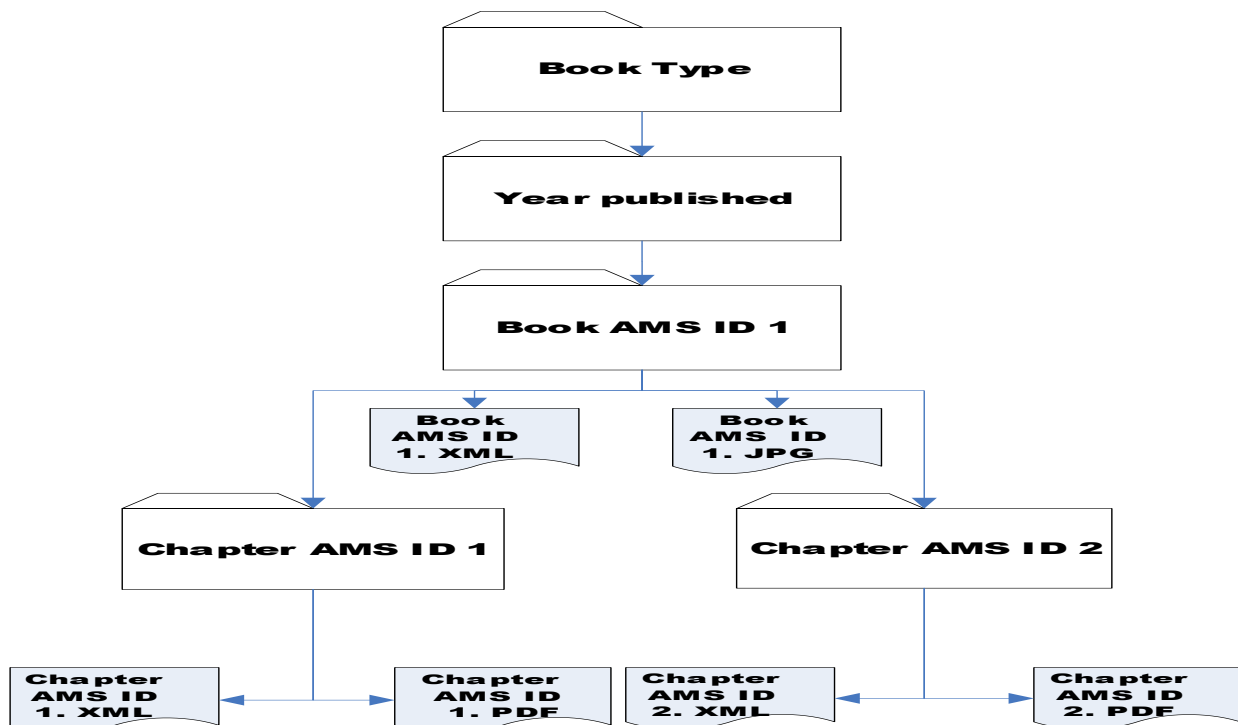 Book Type
Year published
Book AMS ID 1
Book
AMS ID
1. XML
Book
AMS ID
1. JPG
Chapter AMS ID 1
Chapter AMS ID 2
Chapter
AMS ID
1. XML
Chapter
AMS ID
1. PDF
Chapter
AMS ID
2. XML
Chapter
AMS ID
2. PDF